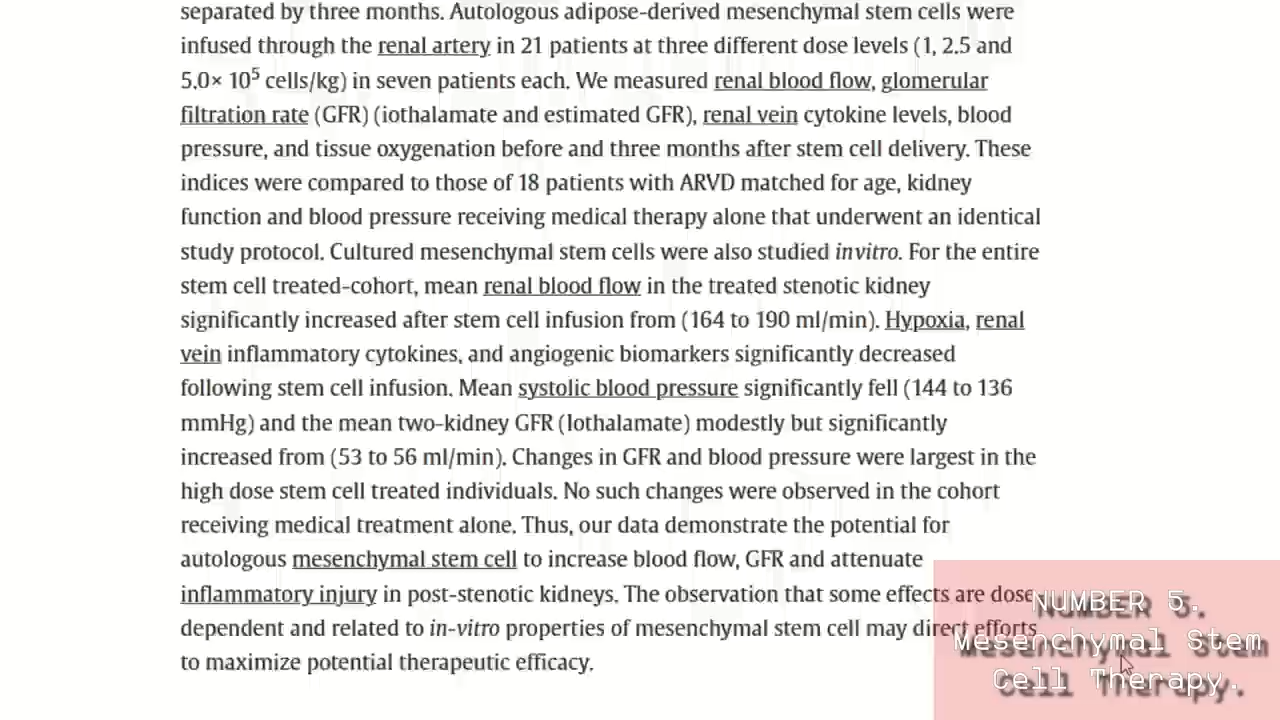 separated by three months. Autologous adipose-derived mesenchymal stem cells were
infused through the renal artery in 21 patients at three different dose levels (1, 2.5 and
5.0× 10⁵ cells/kg) in seven patients each. We measured renal blood flow, glomerular
filtration rate (GFR) (iothalamate and estimated GFR), renal vein cytokine levels, blood
pressure, and tissue oxygenation before and three months after stem cell delivery. These
indices were compared to those of 18 patients with ARVD matched for age, kidney
function and blood pressure receiving medical therapy alone that underwent an identical
study protocol. Cultured mesenchymal stem cells were also studied invitro. For the entire
stem cell treated-cohort, mean renal blood flow in the treated stenotic kidney
significantly increased after stem cell infusion from (164 to 190 ml/min). Hypoxia, renal
vein inflammatory cytokines, and angiogenic biomarkers significantly decreased
following stem cell infusion. Mean systolic blood pressure significantly fell (144 to 136
mmHg) and the mean two-kidney GFR (Iothalamate) modestly but significantly
increased from (53 to 56 ml/min). Changes in GFR and blood pressure were largest in the
high dose stem cell treated individuals. No such changes were observed in the cohort
receiving medical treatment alone. Thus, our data demonstrate the potential for
autologous mesenchymal stem cell to increase blood flow, GFR and attenuate
inflammatory injury in post-stenotic kidneys. The observation that some effects are dose
dependent and related to in-vitro properties of mesenchymal stem cell may direct efforts
to maximize potential therapeutic efficacy.
NUMBER 5.
Mesenchymal Stem
Cell Therapy.